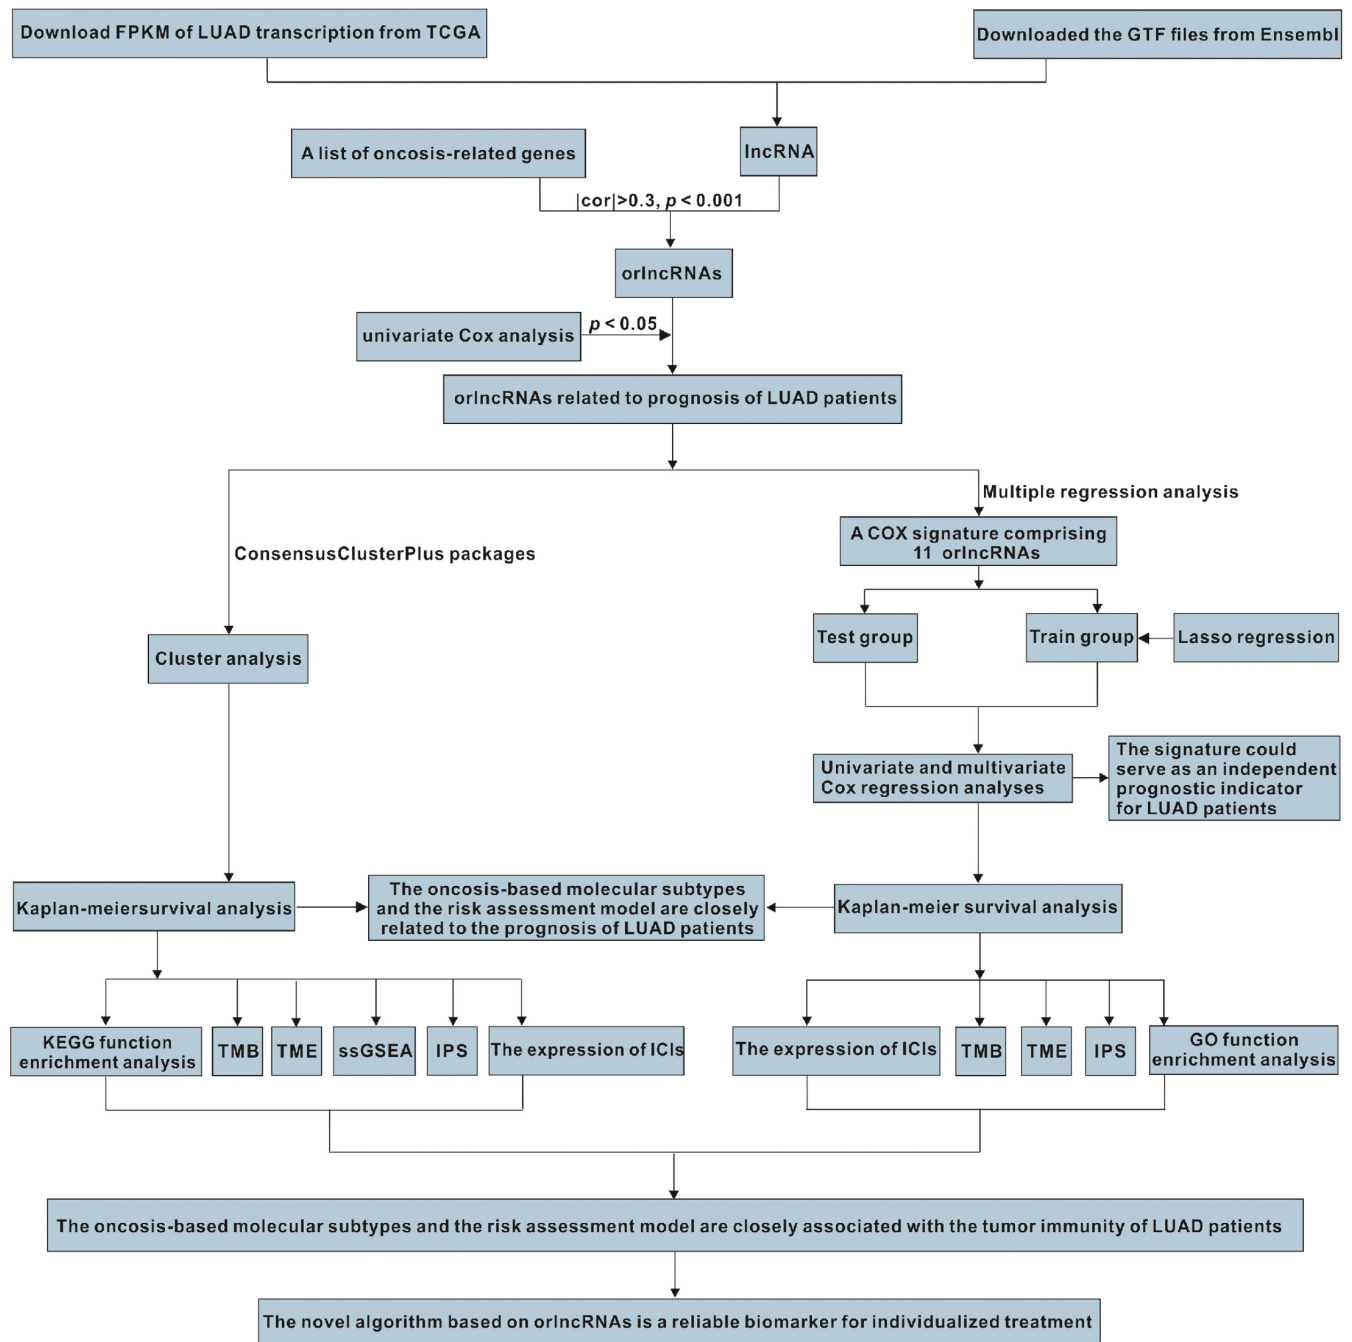 Download FPKM of LUAD transcription from TCGA
Downloaded the GTF files from Ensembl
A list of oncosis-related genes
lncRNA
|cor|>0.3, p < 0.001
orlncRNAs
univariate Cox analysis
p < 0.05
orlncRNAs related to prognosis of LUAD patients
Multiple regression analysis
ConsensusClusterPlus packages
A COX signature comprising
11 orlncRNAs
Cluster analysis
Test group
Train group
Lasso regression
Univariate and multivariate
Cox regression analyses
The signature could
serve as an independent
prognostic indicator
for LUAD patients
Kaplan-meiersurvival analysis
The oncosis-based molecular subtypes
and the risk assessment model are closely
related to the prognosis of LUAD patients
Kaplan-meier survival analysis
KEGG function
enrichment analysis
TMB
TME
ssGSEA
IPS
The expression of ICIs
The expression of ICIs
TMB
TME
IPS
GO function
enrichment analysis
The oncosis-based molecular subtypes and the risk assessment model are closely associated with the tumor immunity of LUAD patients
The novel algorithm based on orlncRNAs is a reliable biomarker for individualized treatment